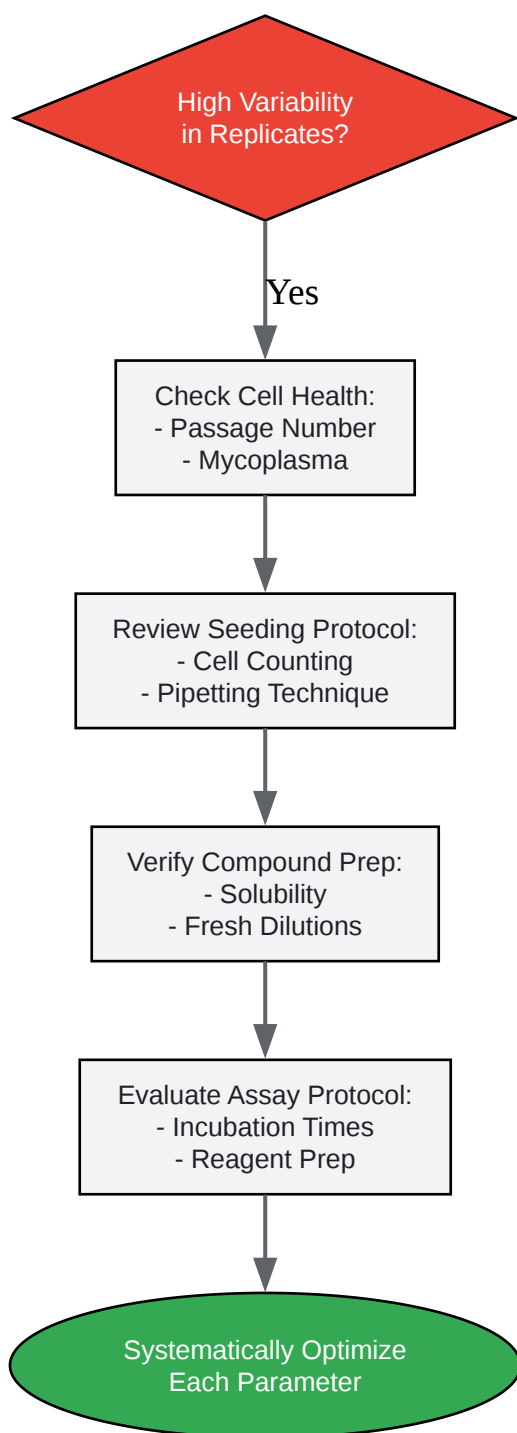 High Variability
in Replicates?
Yes
Check Cell Health:
- Passage Number
- Mycoplasma
Review Seeding Protocol:
- Cell Counting
- Pipetting Technique
Verify Compound Prep:
- Solubility
- Fresh Dilutions
Evaluate Assay Protocol:
- Incubation Times
- Reagent Prep
Systematically Optimize
Each Parameter